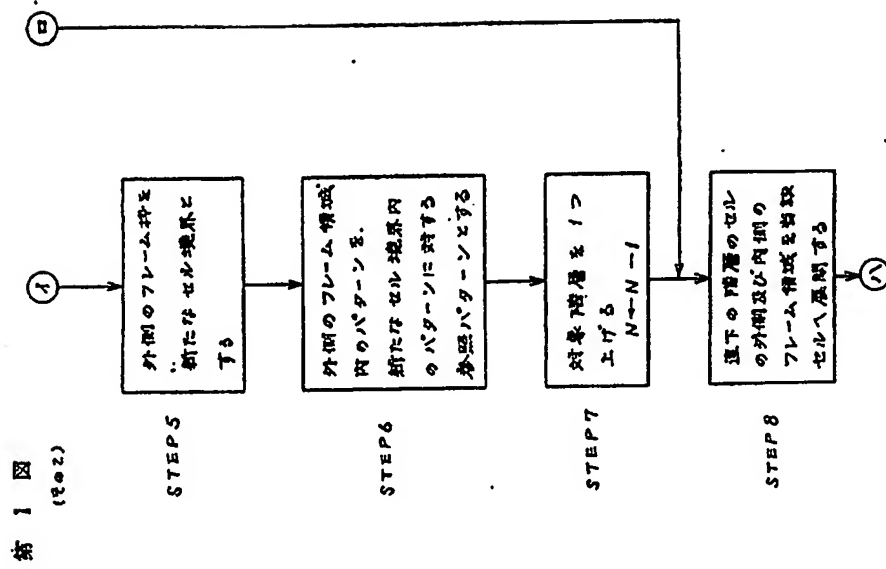 第1図
(その2)
イ
ロ
STEP5
外側のフレーム枠を
新たなセル境界と
する
STEP6
外側のフレーム領域
内のパターンを、
新たなセル境界内
のパターンに対する
参照パターンとする
STEP7
対象階層を1つ
上げる
N←N-1
STEP8
直下の階層のセル
の外側及び内側の
フレーム領域を当該
セルへ展開する
ハ